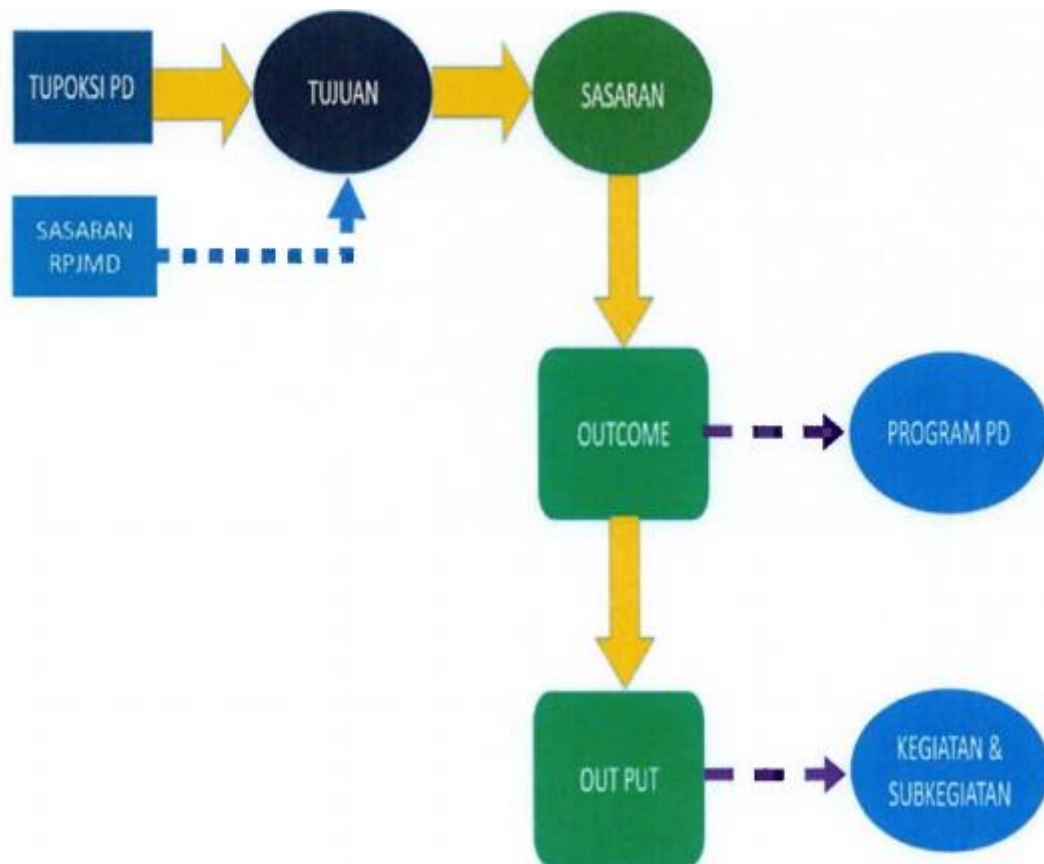 TUPOKSI PD
TUJUAN
SASARAN
SASARAN
RPJMD
OUTCOME
PROGRAM PD
OUT PUT
KEGIATAN &
SUBKEGIATAN